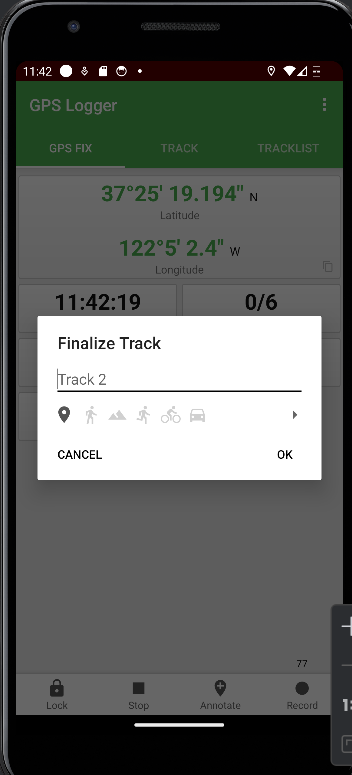 11:42
GPS Logger
GPS FIX TRACK TRACKLIST
37°25' 19.194" N
Latitude
122°5' 2.4" W
Longitude
11:42:19 0/6
Finalize Track
Track 2
CANCEL OK
77
Lock Stop Annotate Record